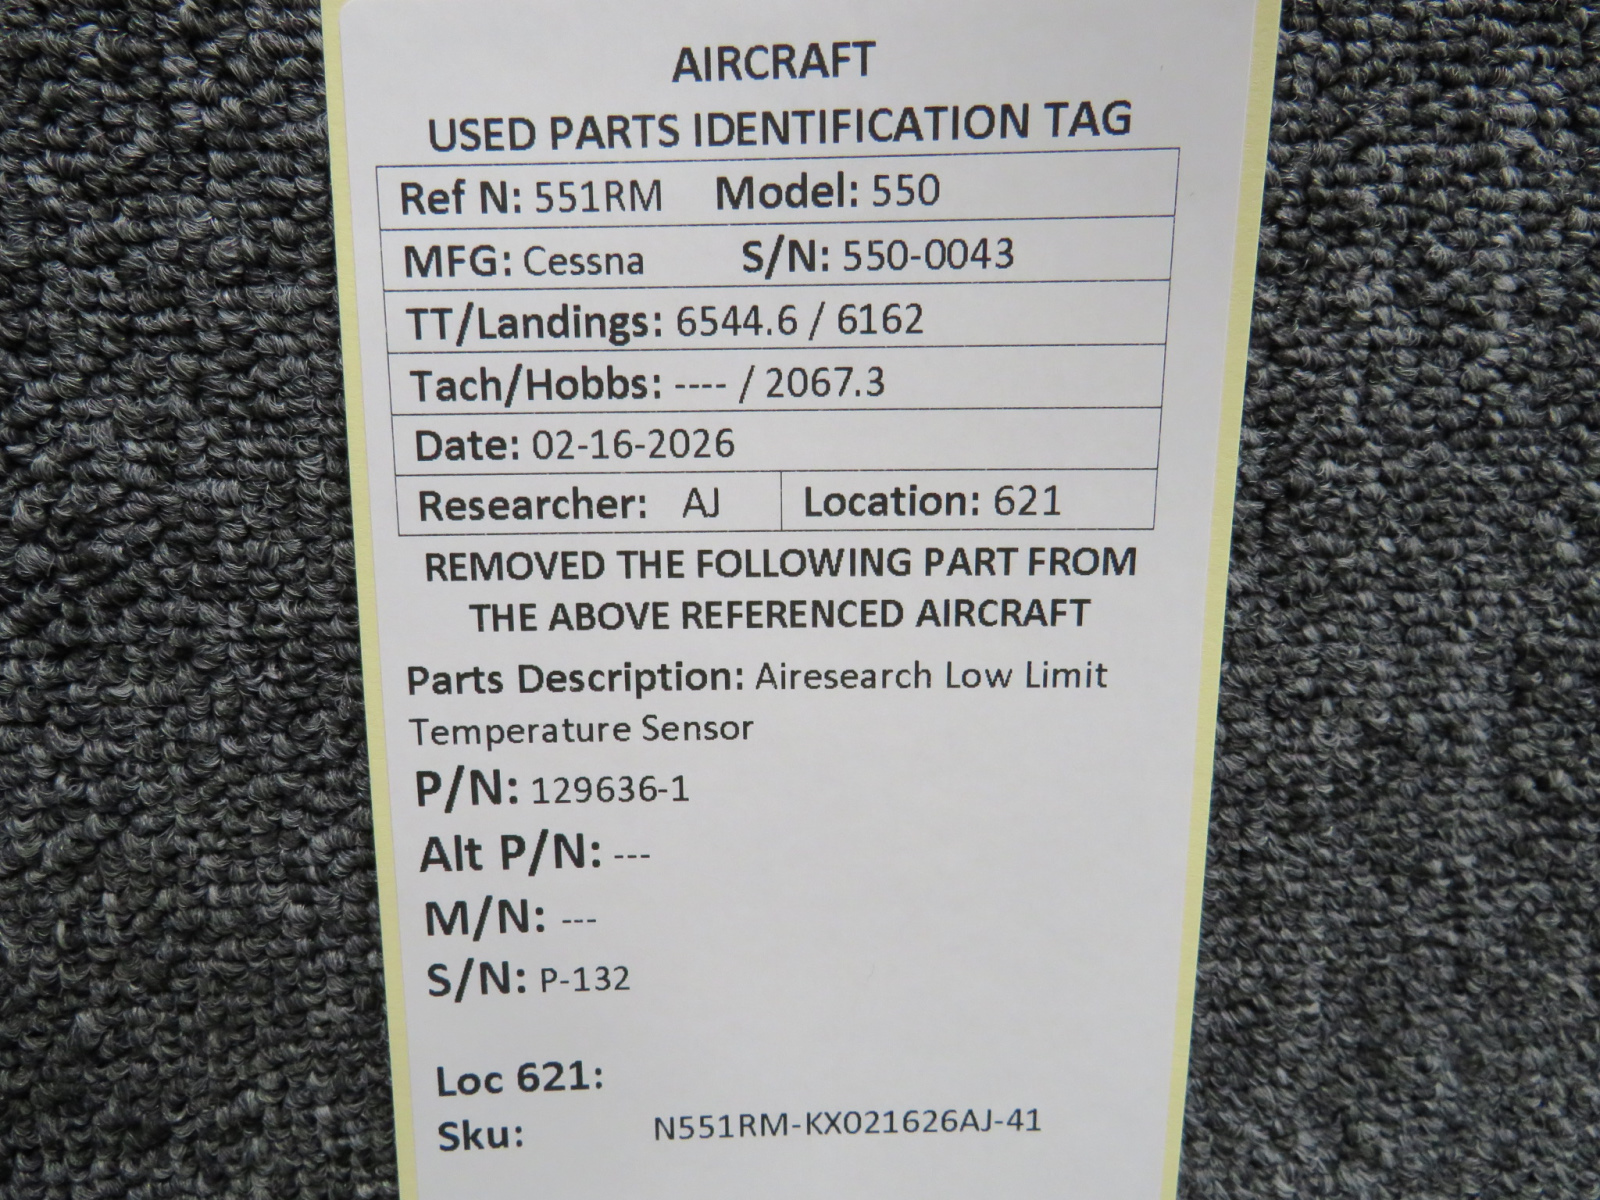 AIRCRAFT
USED PARTS IDENTIFICATION TAG
Ref N: 551RM Model: 550
MFG: Cessna S/N: 550-0043
TT/Landings: 6544.6 / 6162
Tach/Hobbs: ---- / 2067.3
Date: 02-16-2026
Researcher: AJ Location: 621
REMOVED THE FOLLOWING PART FROM
THE ABOVE REFERENCED AIRCRAFT
Parts Description: Airesearch Low Limit
Temperature Sensor
P/N: 129636-1
Alt P/N: ---
M/N: ---
S/N: P-132
Loc 621:
Sku: N551RM-KX021626AJ-41